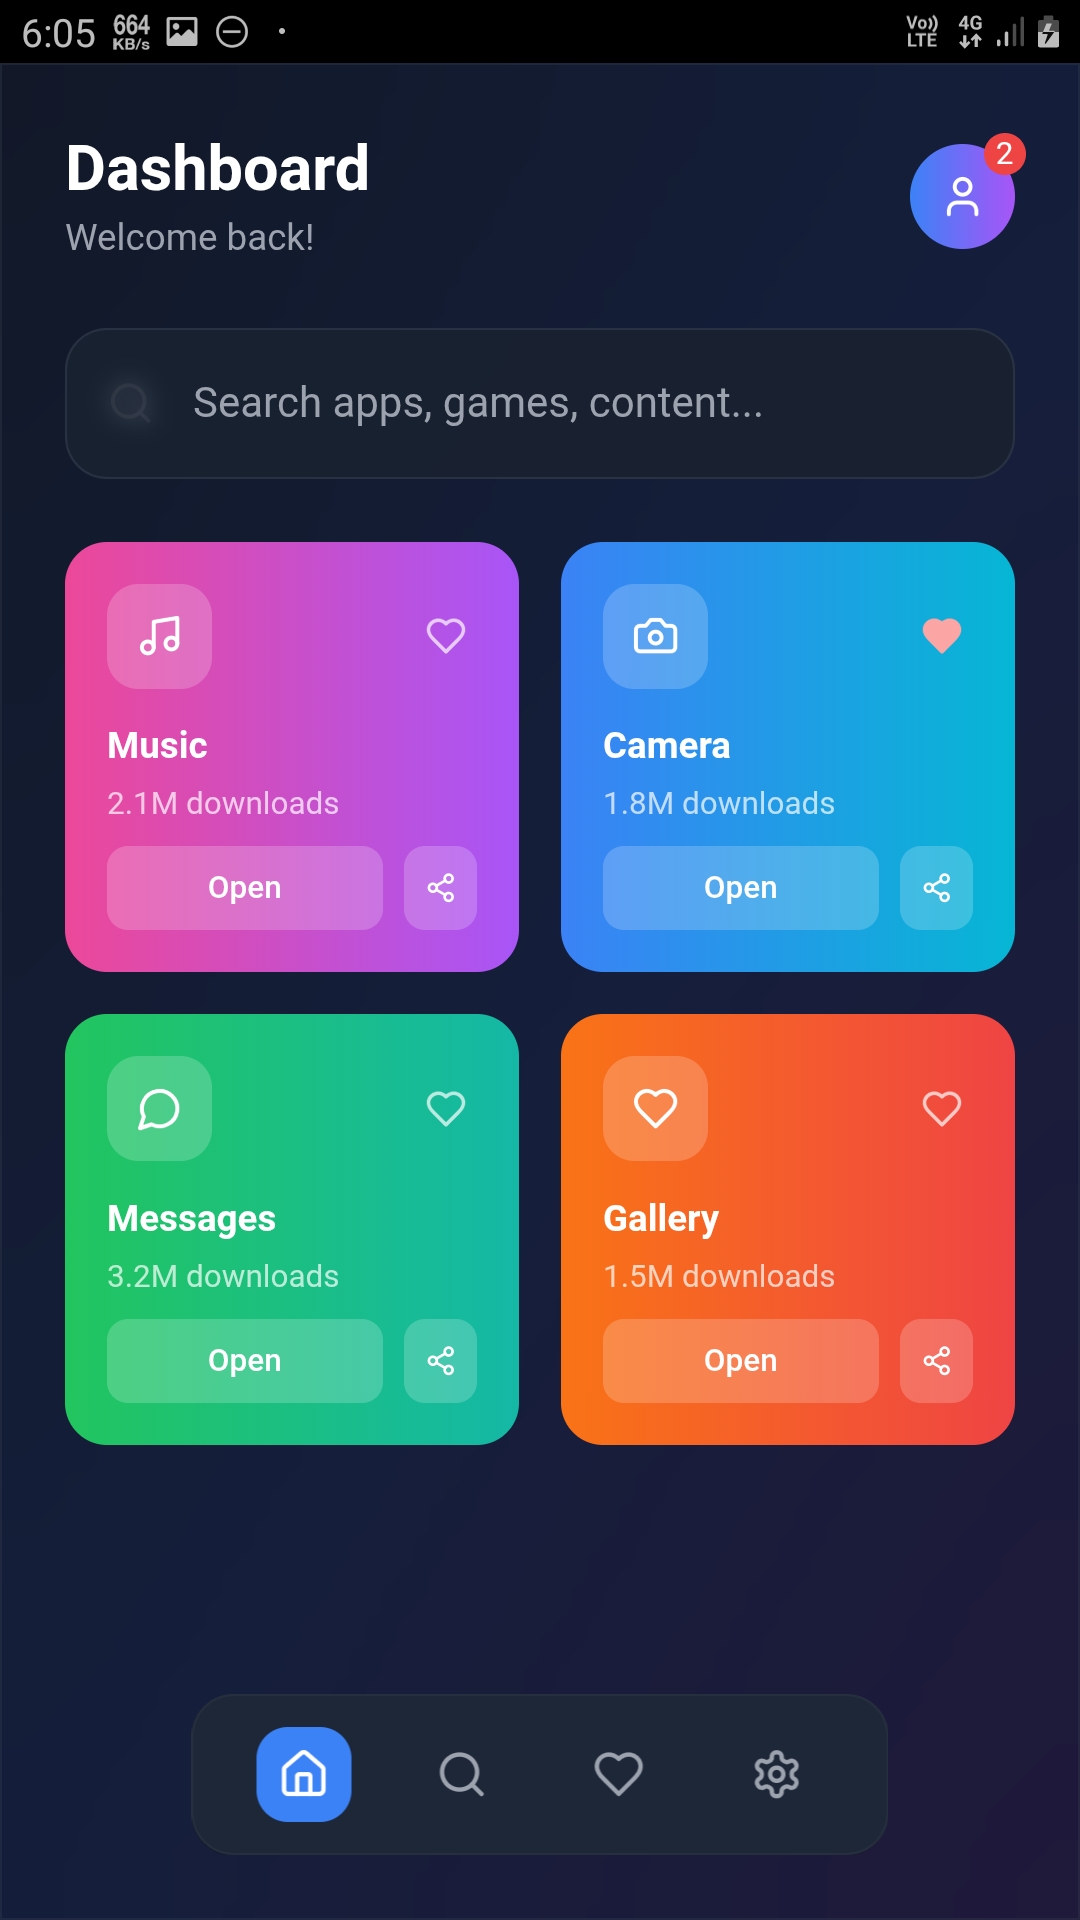 6:05 664 KB/s Vo)) LTE 4G
Dashboard
2
Welcome back!
Search apps, games, content...
Music
2.1M downloads
Open
Camera
1.8M downloads
Open
Messages
3.2M downloads
Open
Gallery
1.5M downloads
Open